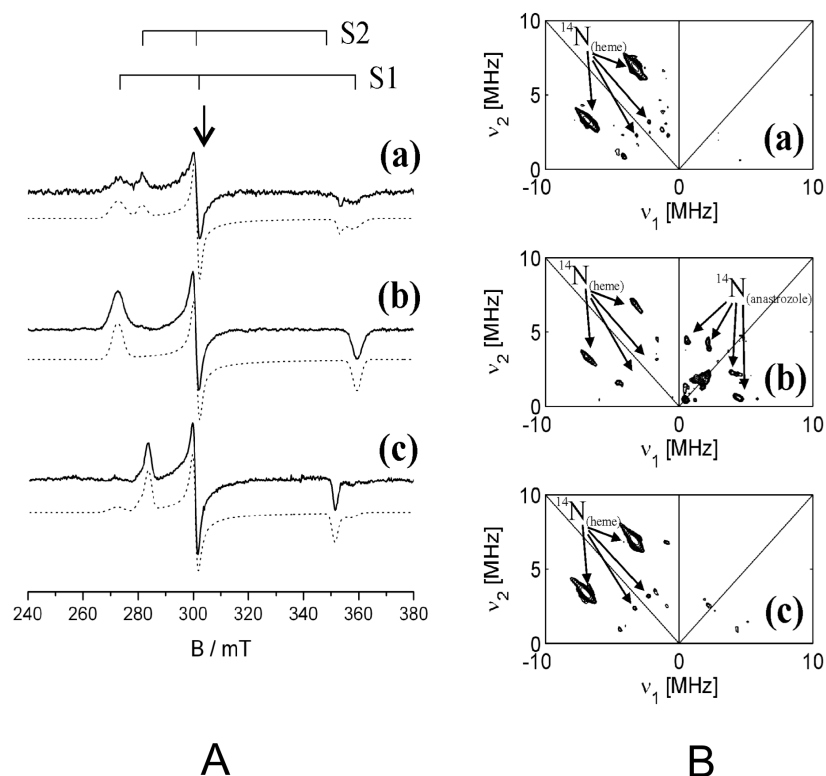 S2
S1
(a)
(b)
(c)
240 260 280 300 320 340 360 380
B / mT
A
10
5
0
-10 0 10
ν2 [MHz]
ν1 [MHz]
14N(heme)
(a)
10
5
0
-10 0 10
ν2 [MHz]
ν1 [MHz]
14N(heme)
14N(anastrozole)
(b)
10
5
0
-10 0 10
ν2 [MHz]
ν1 [MHz]
14N(heme)
(c)
B